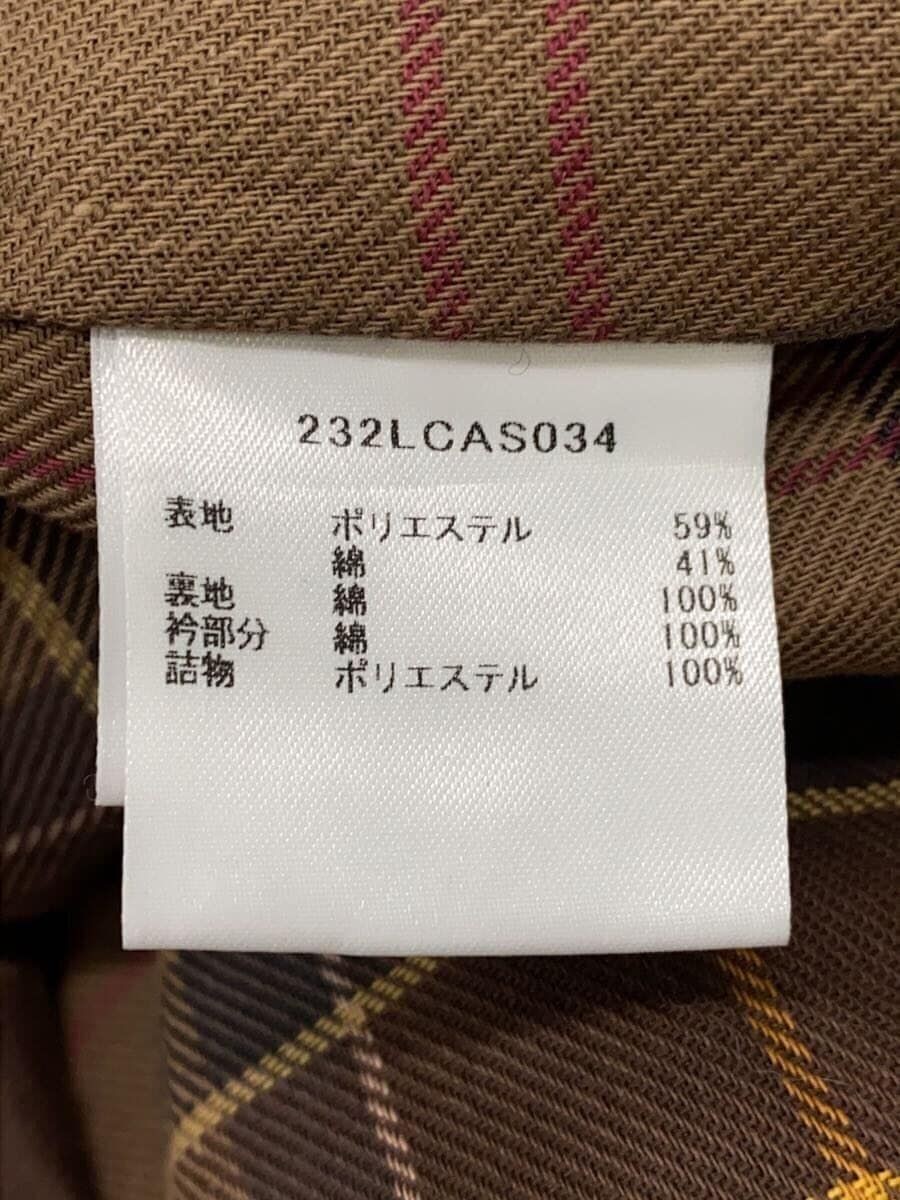 232LCAS034
表地 ポリエステル 59%
綿 41%
裏地 綿 100%
衿部分 綿 100%
詰物 ポリエステル 100%